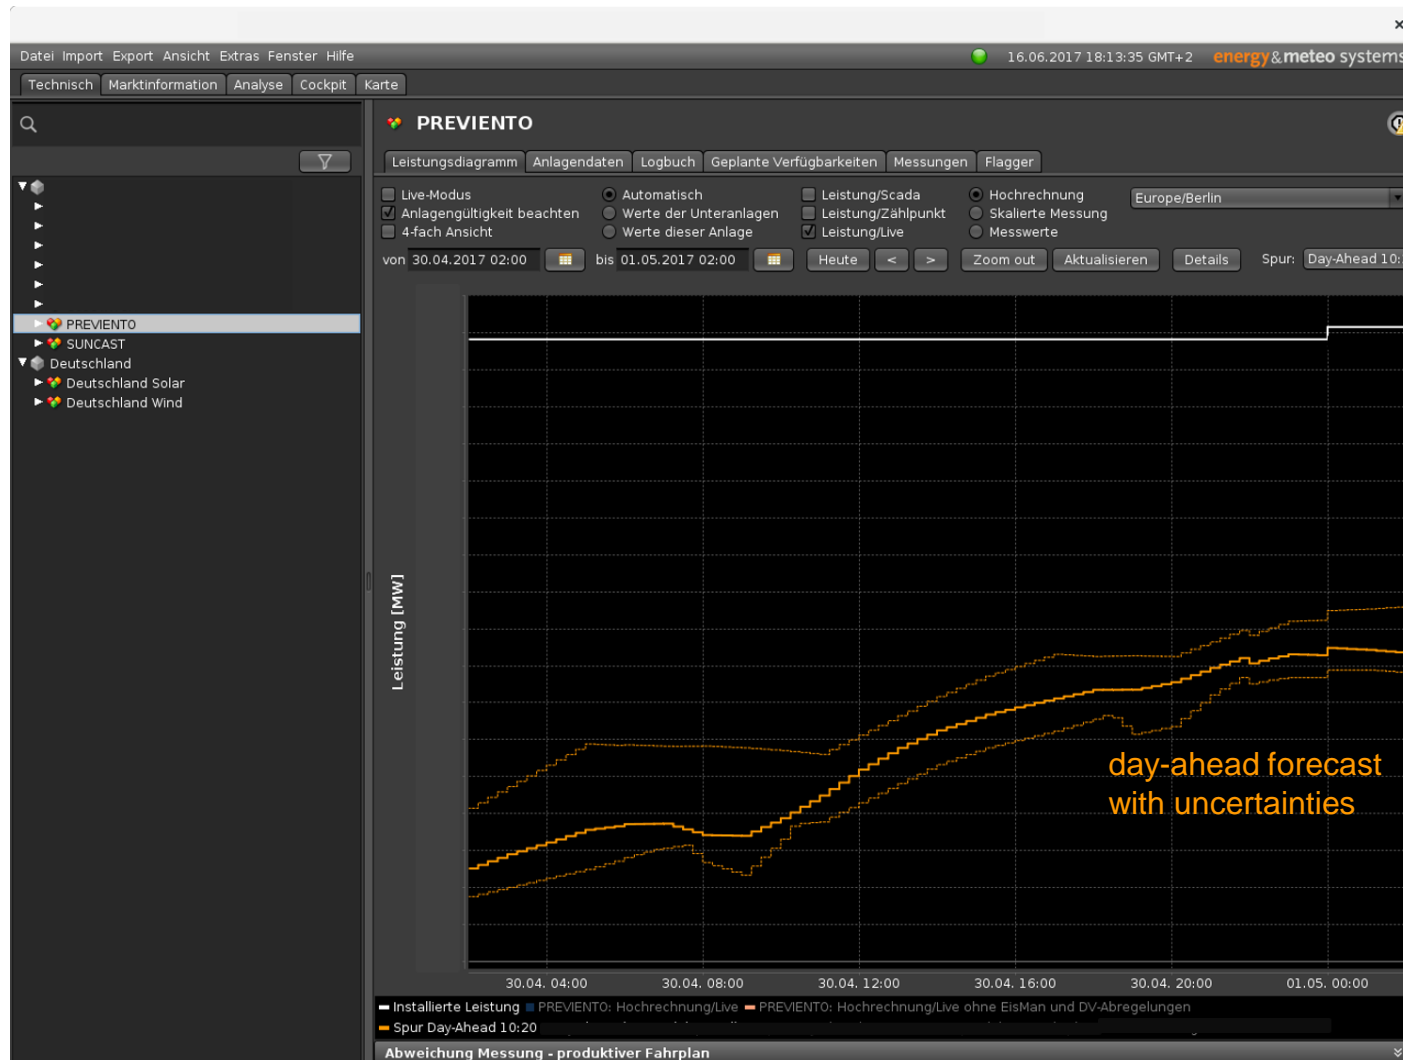 ×
Datei Import Export Ansicht Extras Fenster Hilfe 16.06.2017 18:13:35 GMT+2 energy&meteo systems
Technisch Marktinformation Analyse Cockpit Karte
PREVIENTO
Leistungsdiagramm Anlagendaten Logbuch Geplante Verfügbarkeiten Messungen Flagger
Live-Modus Automatisch Leistung/Scada Hochrechnung Europe/Berlin
Anlagengültigkeit beachten Werte der Unteranlagen Leistung/Zählpunkt Skalierte Messung
4-fach Ansicht Werte dieser Anlage Leistung/Live Messwerte
von 30.04.2017 02:00 bis 01.05.2017 02:00 Heute < > Zoom out Aktualisieren Details Spur: Day-Ahead 10:
PREVIENTO
SUNCAST
Deutschland
Deutschland Solar
Deutschland Wind
Leistung [MW]
day-ahead forecast
with uncertainties
30.04. 04:00 30.04. 08:00 30.04. 12:00 30.04. 16:00 30.04. 20:00 01.05. 00:00
Installierte Leistung PREVIENTO: Hochrechnung/Live PREVIENTO: Hochrechnung/Live ohne EisMan und DV-Abregelungen
Spur Day-Ahead 10:20
Abweichung Messung - produktiver Fahrplan